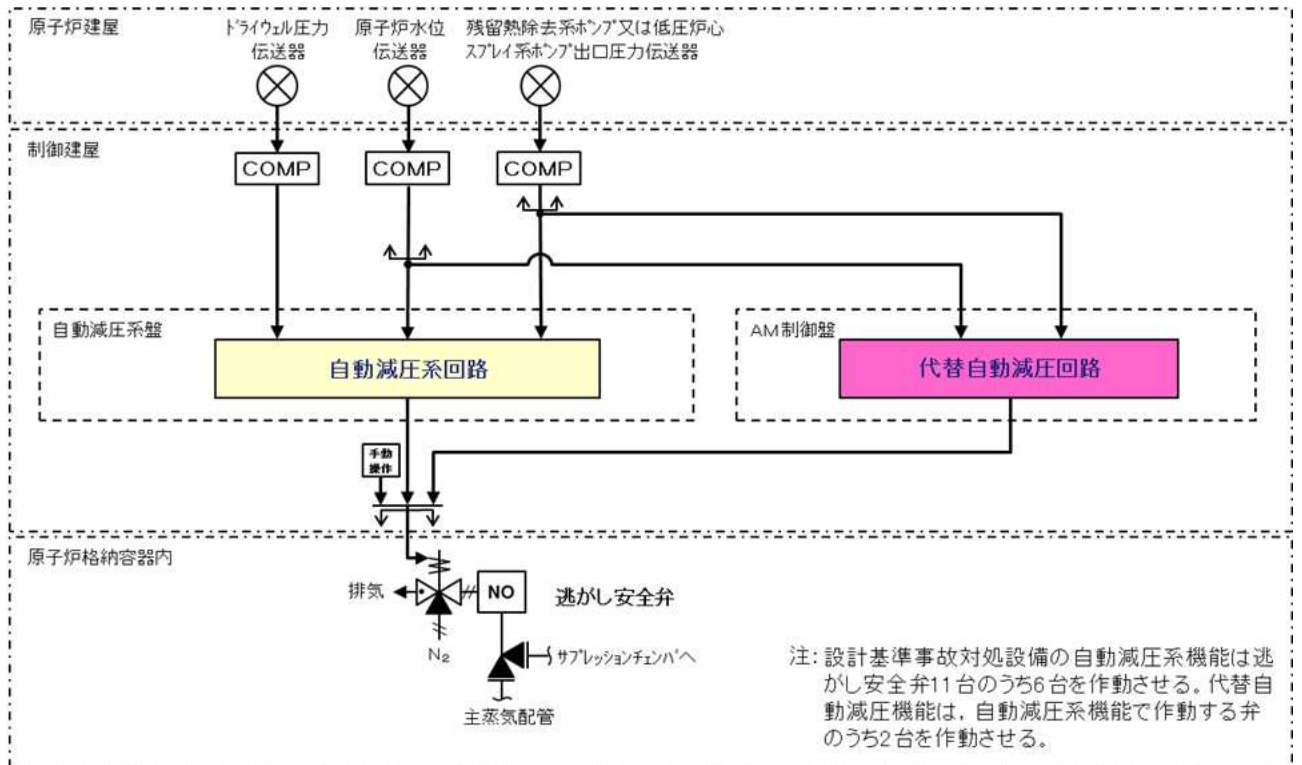 原子炉建屋
ﾄﾞﾗｲｳｪﾙ圧力
伝送器
原子炉水位
伝送器
残留熱除去系ﾎﾟﾝﾌﾟ又は低圧炉心
ｽﾌﾟﾚｲ系ﾎﾟﾝﾌﾟ出口圧力伝送器
制御建屋
COMP
COMP
COMP
自動減圧系盤
自動減圧系回路
AM制御盤
代替自動減圧回路
手動
操作
原子炉格納容器内
排気
NO
逃がし安全弁
N₂
ｻﾌﾟﾚｯｼｮﾝﾁｪﾝﾊﾞへ
主蒸気配管
注：設計基準事故対処設備の自動減圧系機能は逃
がし安全弁11台のうち6台を作動させる。代替自
動減圧機能は，自動減圧系機能で作動する弁
のうち2台を作動させる。